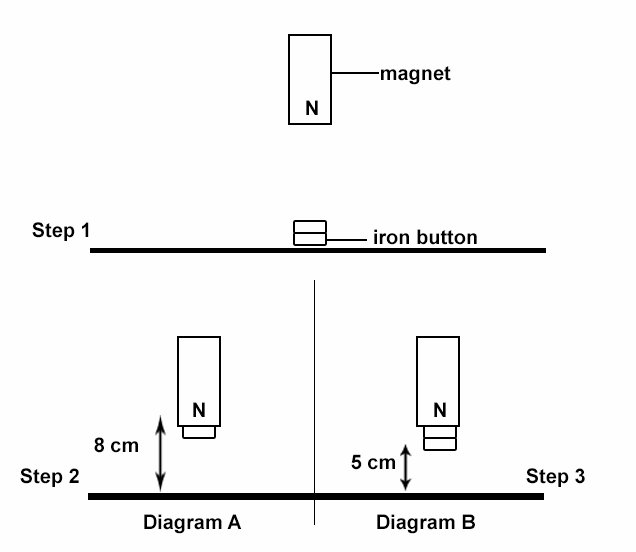 magnet
N
Step 1
iron button
N
N
8 cm
5 cm
Step 2
Step 3
Diagram A
Diagram B